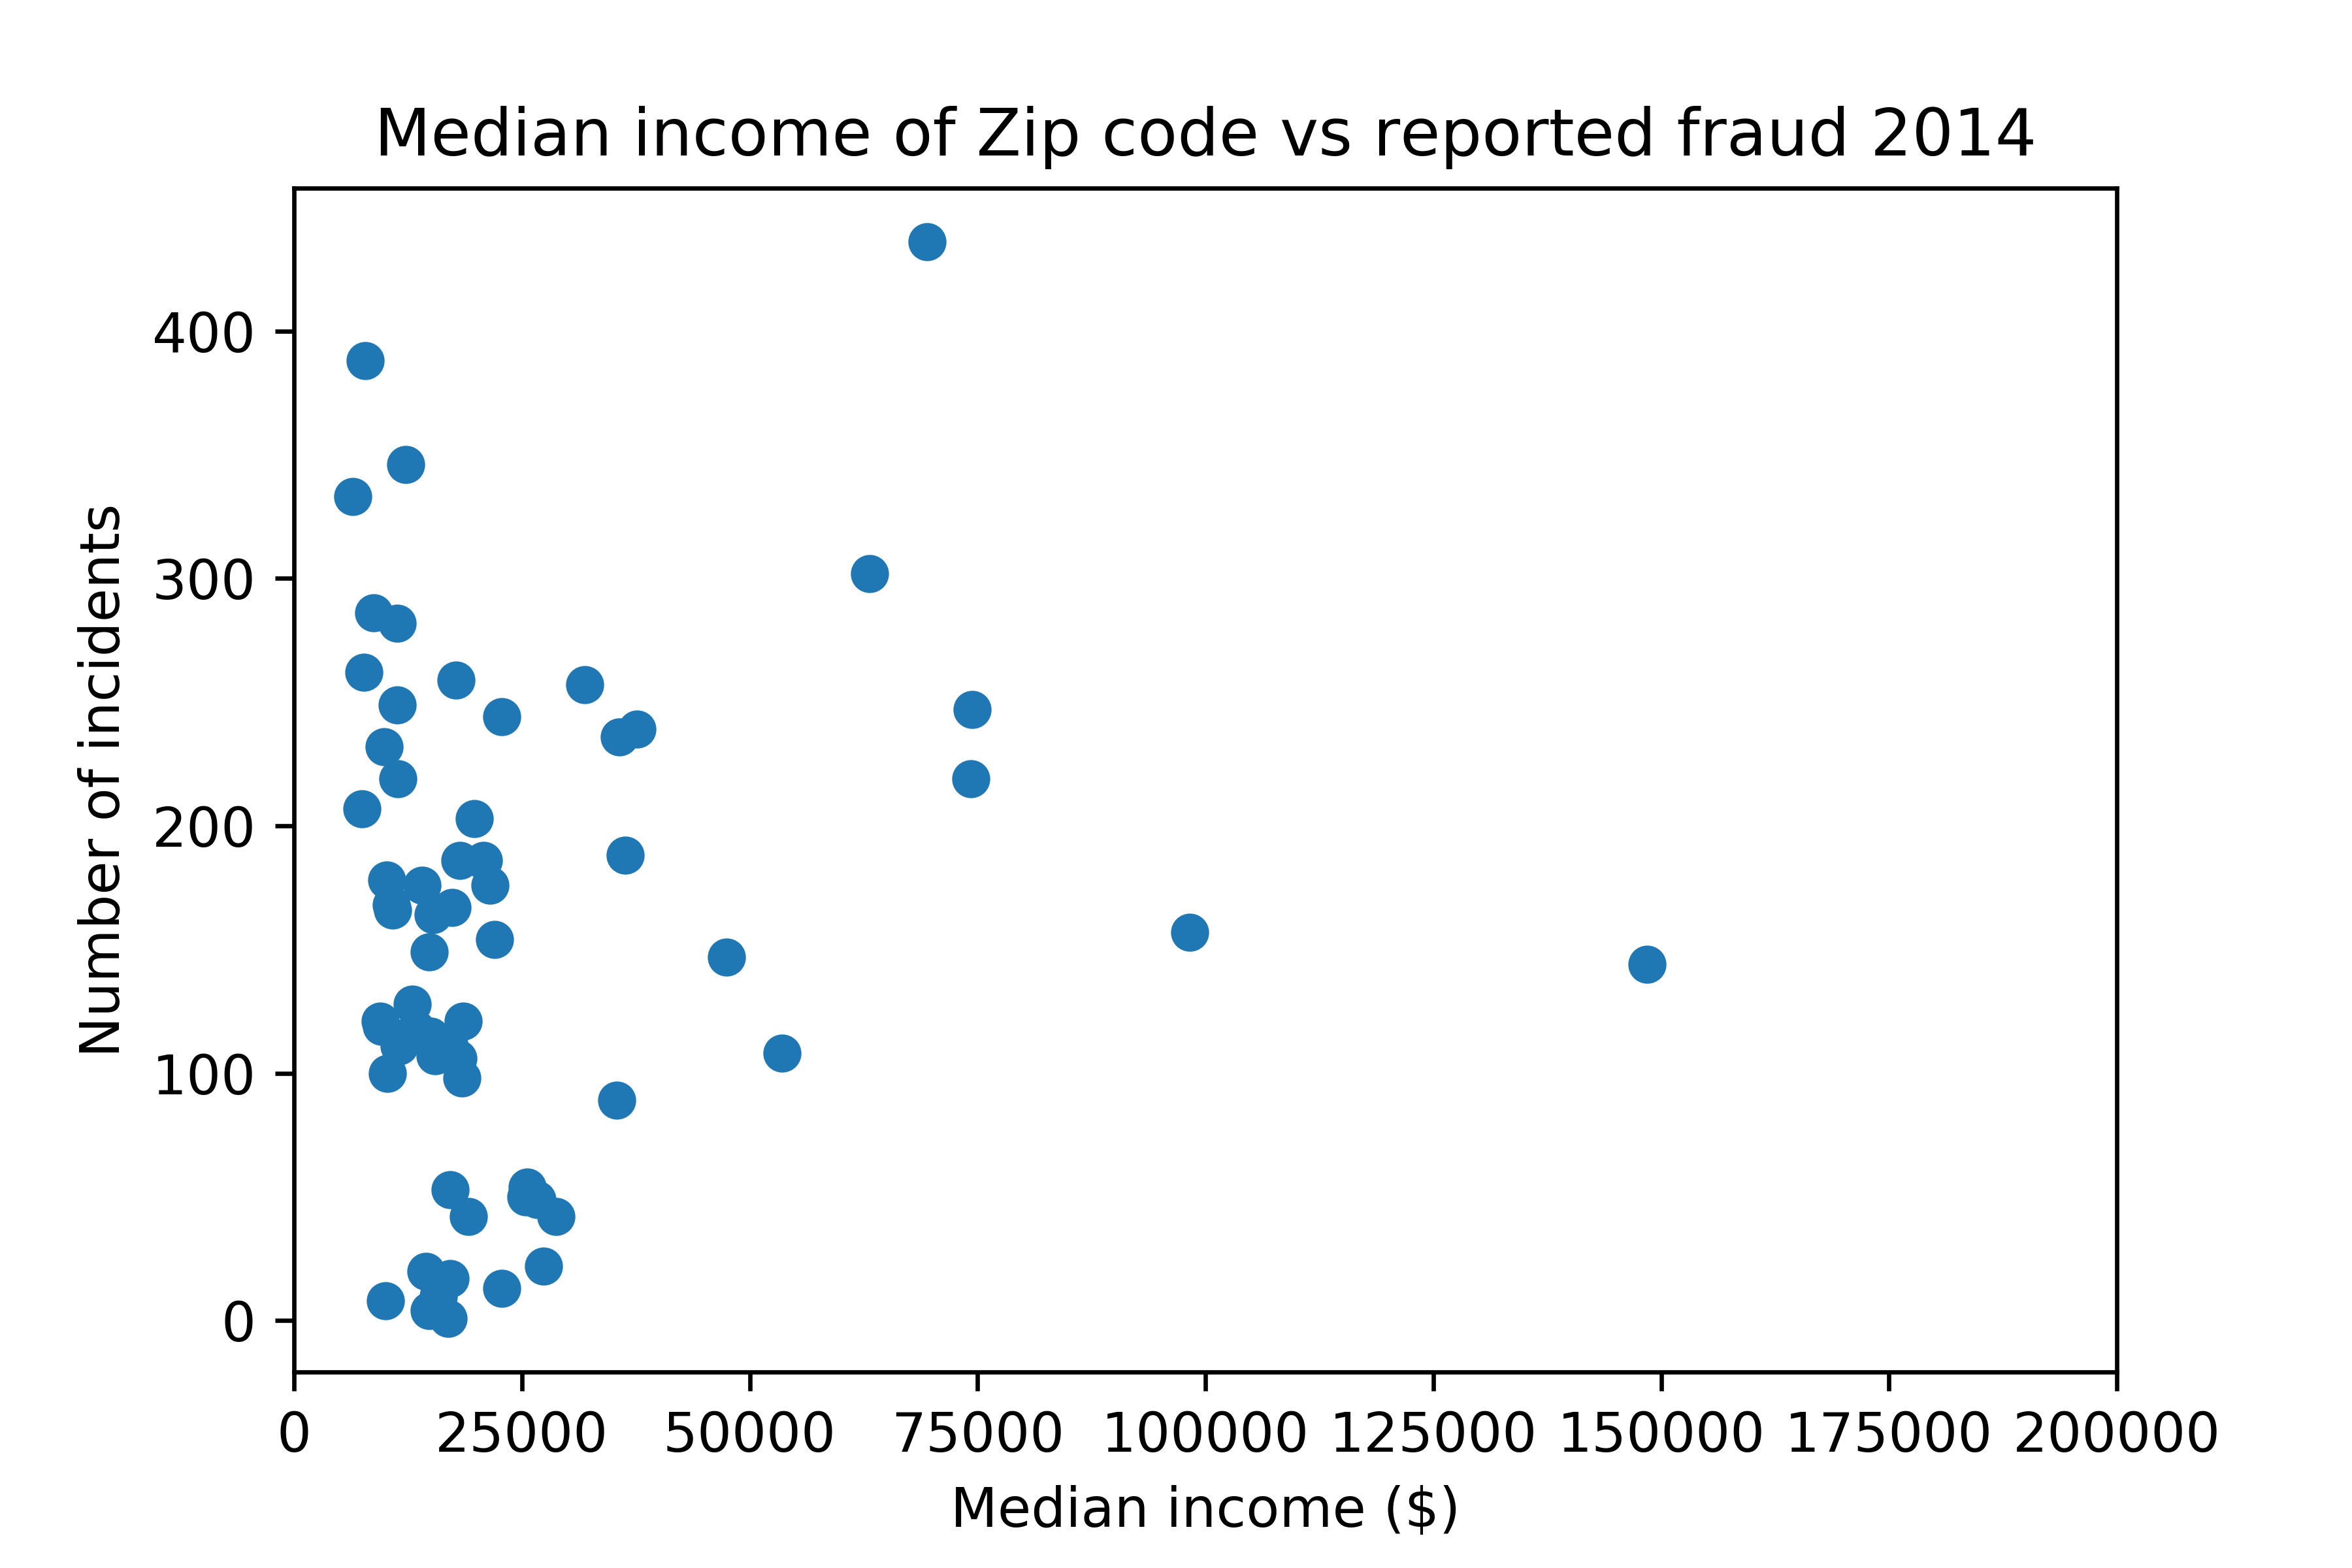 Median income of Zip code vs reported fraud 2014
400
300
200
100
0
Number of incidents
0 25000 50000 75000 100000 125000 150000 175000 200000
Median income ($)